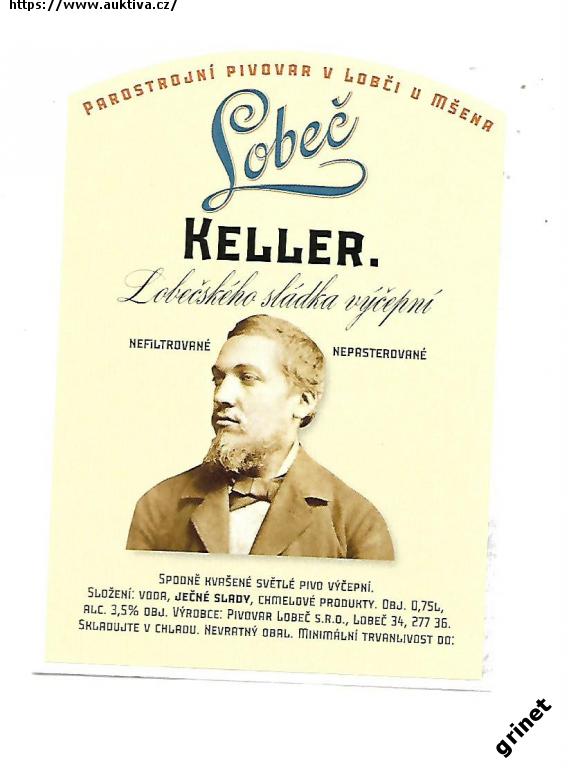 https://www.auktiva.cz/
Parostrojní pivovar v Lobči u Mšena
Lobeč
Keller.
Lobečského sládka výčepní
nefiltrované
nepasterované
Spodně kvašené světlé pivo výčepní.
Složení: voda, ječné slady, chmelové produkty. Obj. 0,75l,
alc. 3,5% obj. Výrobce: Pivovar Lobeč s.r.o., Lobeč 34, 277 36.
Skladujte v chladu. Nevratný obal. Minimální trvanlivost do:
grinet